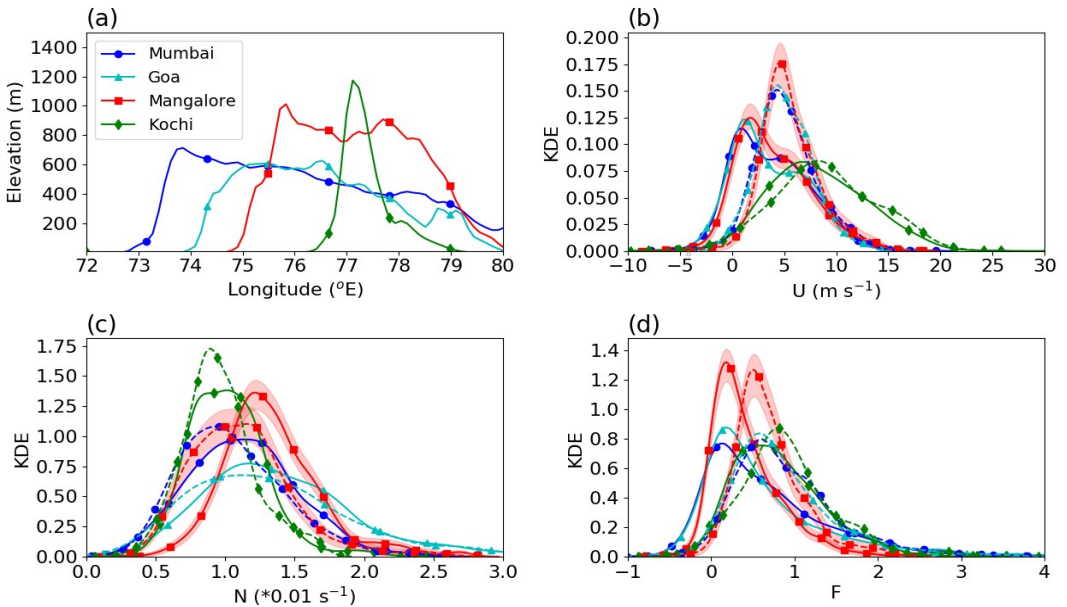 (a)
1400
1200
1000
800
600
400
200
Elevation (m)
Mumbai
Goa
Mangalore
Kochi
72 73 74 75 76 77 78 79 80
Longitude (°E)
(b)
0.200
0.175
0.150
0.125
0.100
0.075
0.050
0.025
0.000
KDE
−10 −5 0 5 10 15 20 25 30
U (m s⁻¹)
(c)
1.75
1.50
1.25
1.00
0.75
0.50
0.25
0.00
KDE
0.0 0.5 1.0 1.5 2.0 2.5 3.0
N (*0.01 s⁻¹)
(d)
1.4
1.2
1.0
0.8
0.6
0.4
0.2
0.0
KDE
−1 0 1 2 3 4
F